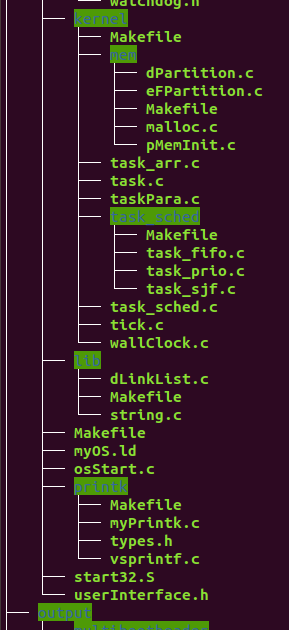 watchdog.h
kernel
Makefile
mem
dPartition.c
eFPartition.c
Makefile
malloc.c
pMemInit.c
task_arr.c
task.c
taskPara.c
task_sched
Makefile
task_fifo.c
task_prio.c
task_sjf.c
task_sched.c
tick.c
wallClock.c
lib
dLinkList.c
Makefile
string.c
Makefile
myOS.ld
osStart.c
printk
Makefile
myPrintk.c
types.h
vsprintf.c
start32.S
userInterface.h
output
multibootheader